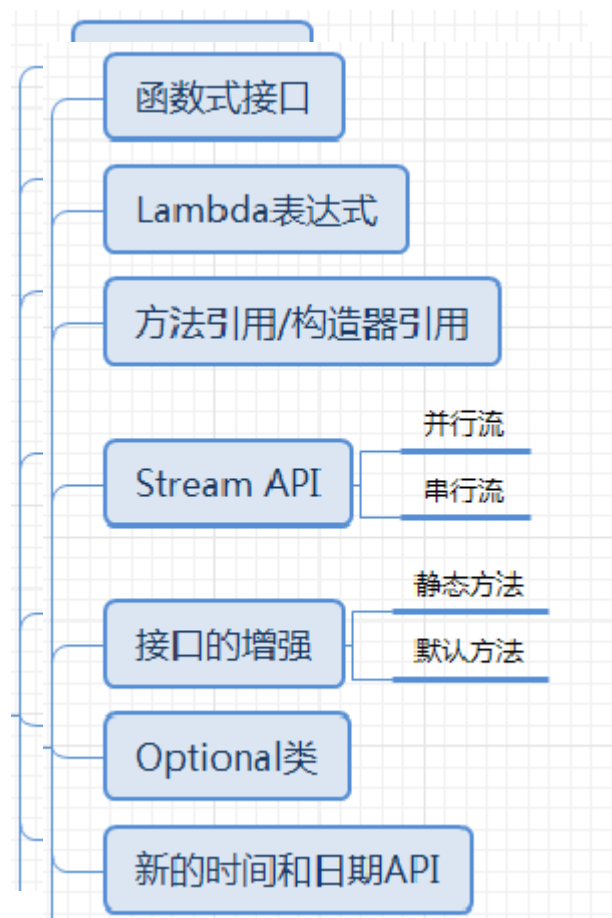 函数式接口
Lambda表达式
方法引用/构造器引用
Stream API
并行流
串行流
接口的增强
静态方法
默认方法
Optional类
新的时间和日期API